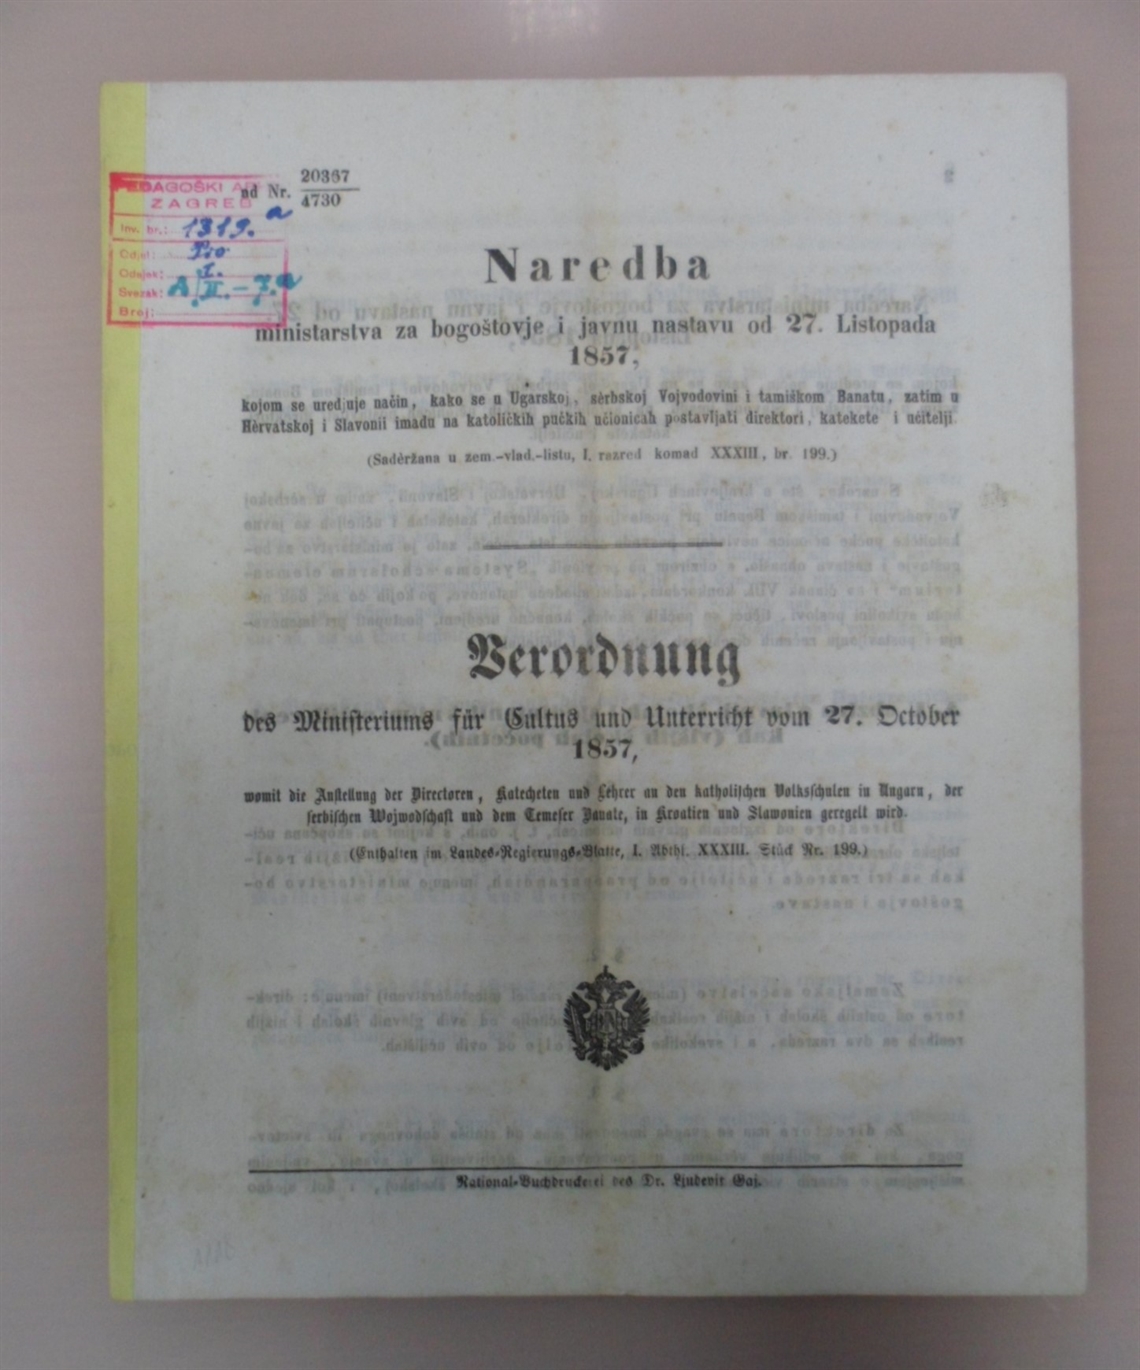 PEDAGOŠKI
ZAGREB
Inv. br.: 1319. a
Odjel: Pro
Odsjek: I.
Svezak: A/II.-7.a
Broj:
ad Nr. 20367
4730
Naredba
ministarstva za bogoštovje i javnu nastavu od 27. Listopada
1857,
kojom se uredjuje način, kako se u Ugarskoj, sèrbskoj Vojvodovini i tamiškom Banatu, zatim u
Hèrvatskoj i Slavonii imadu na katoličkih pučkih učionicah postavljati direktori, katekete i učitelji.
(Sadèržana u zem.-vlad.-listu, I. razred komad XXXIII, br. 199.)
Verordnung
des Ministeriums für Cultus und Unterricht vom 27. October
1857,
womit die Anstellung der Directoren, Katecheten und Lehrer an den katholischen Volksschulen in Ungarn, der
serbischen Wojwodschaft und dem Temeser Banate, in Kroatien und Slawonien geregelt wird.
(Enthalten im Landes-Regierungs-Blatte, I. Abthl. XXXIII. Stück Nr. 199.)
National-Buchdruckerei des Dr. Ljudevit Gaj.